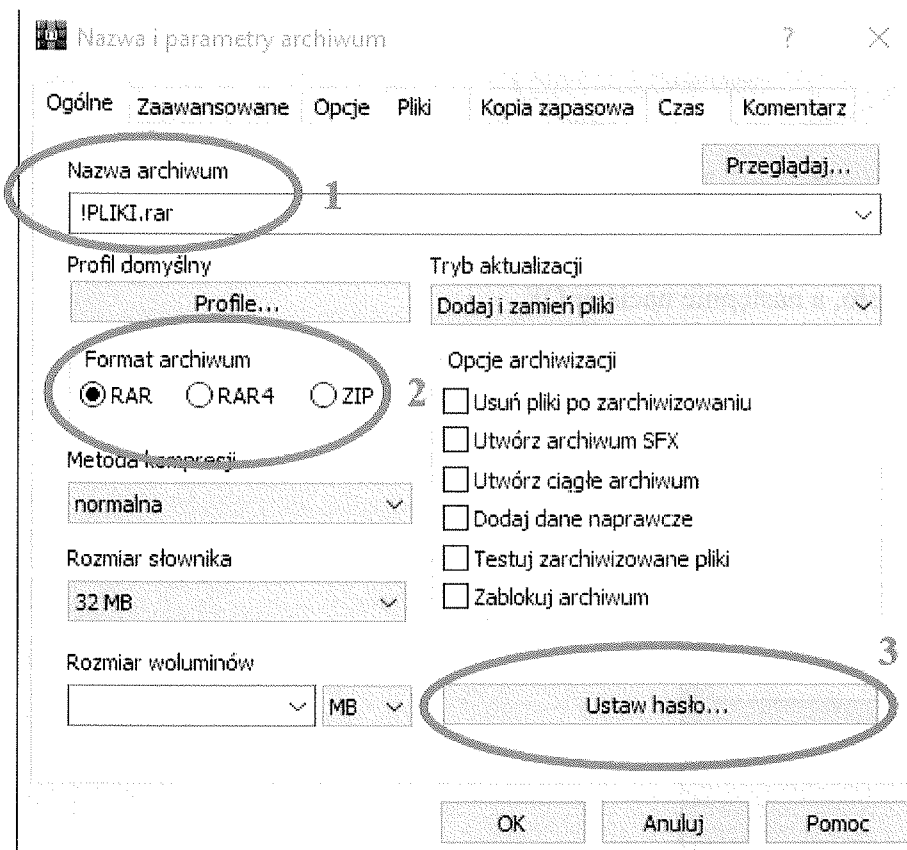 Nazwa i parametry archiwum ?
Ogólne Zaawansowane Opcje Pliki Kopia zapasowa Czas Komentarz
Nazwa archiwum Przeglądaj...
1
!PLIKI.rar
Profil domyślny Tryb aktualizacji
Profile... Dodaj i zamień pliki
Format archiwum Opcje archiwizacji
RAR RAR4 ZIP 2 Usuń pliki po zarchiwizowaniu
Utwórz archiwum SFX
Metoda kompresji Utwórz ciągłe archiwum
normalna Dodaj dane naprawcze
Rozmiar słownika Testuj zarchiwizowane pliki
32 MB Zablokuj archiwum
3
Rozmiar woluminów
MB Ustaw hasło...
OK Anuluj Pomoc